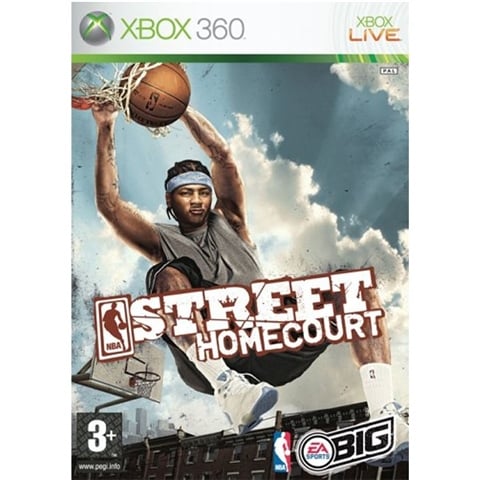 XBOX 360
XBOX
LIVE
PAL
NBA
STREET
HOMECOURT
3+
www.pegi.info
NBA
EA
SPORTS
BIG